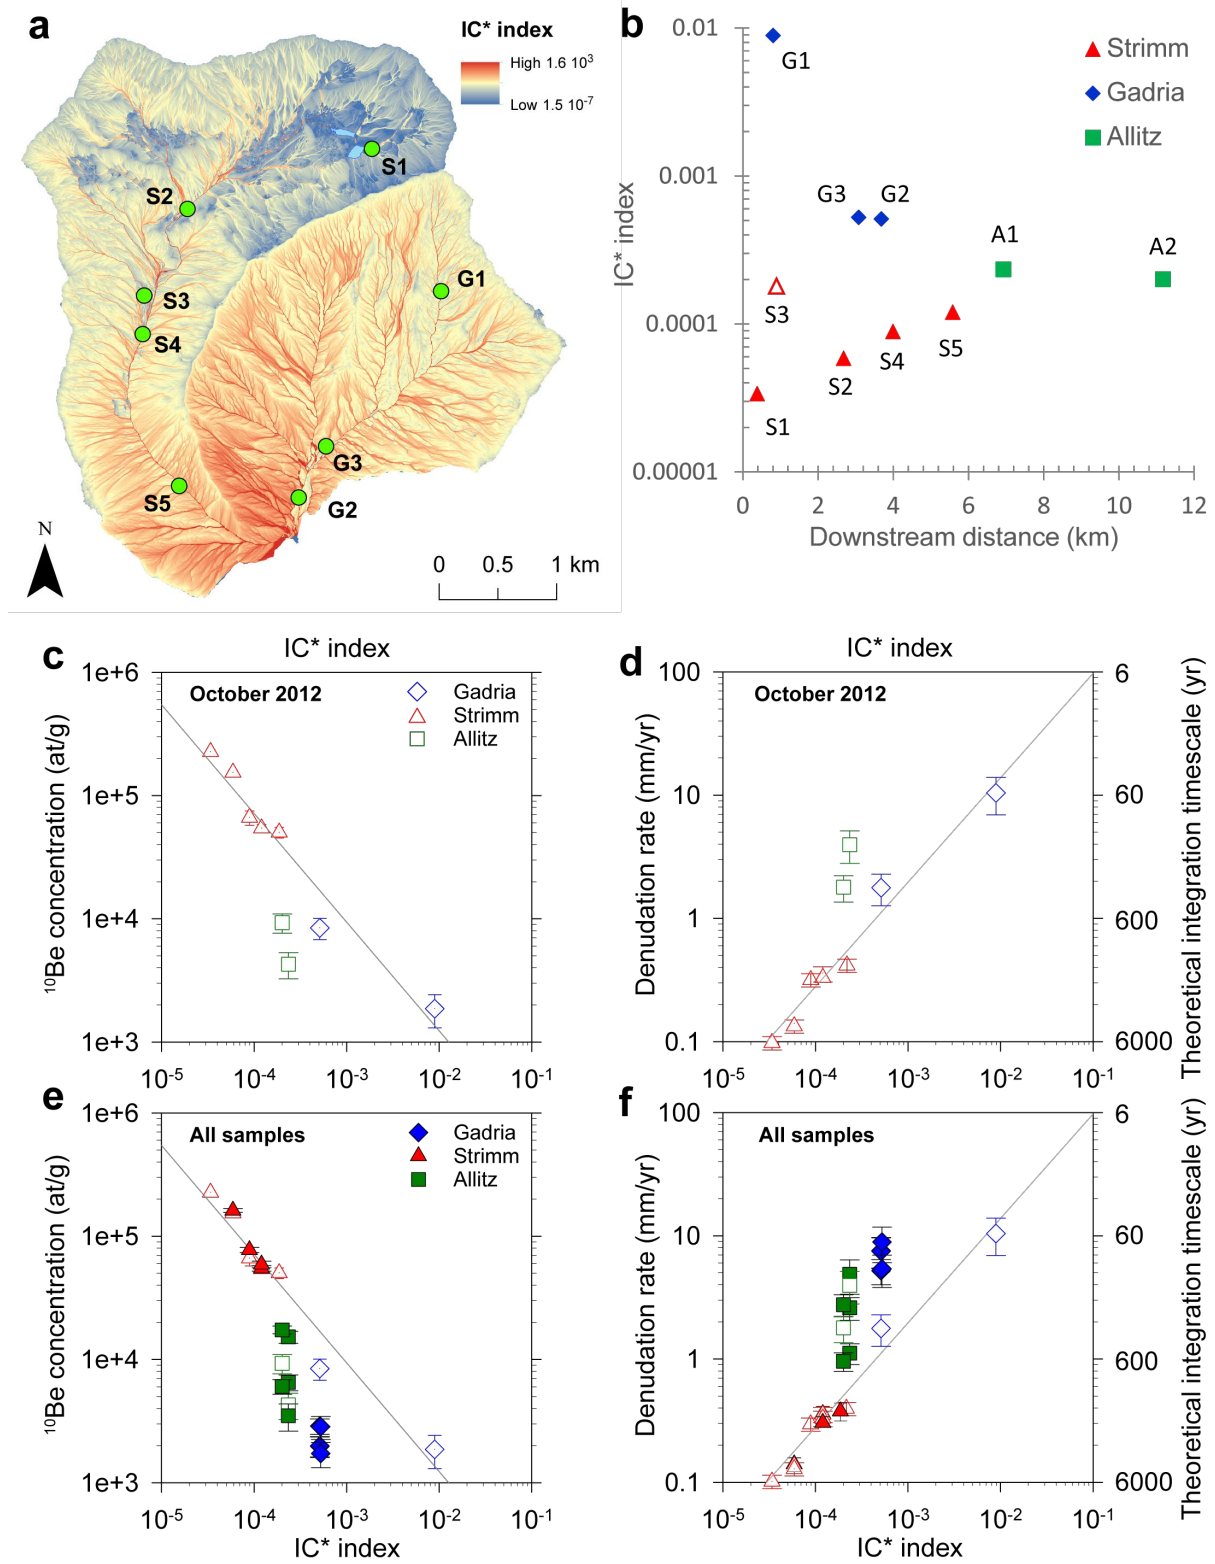 a
IC* index
High 1.6 10³
Low 1.5 10⁻⁷
S1
S2
S3
S4
S5
G1
G3
G2
N
0 0.5 1 km
b
IC* index
0.01
0.001
0.0001
0.00001
G1
G3
G2
A1
A2
S3
S1
S2
S4
S5
Strimm
Gadria
Allitz
0 2 4 6 8 10 12
Downstream distance (km)
c
IC* index
October 2012
Gadria
Strimm
Allitz
¹⁰Be concentration (at/g)
1e+6
1e+5
1e+4
1e+3
10⁻⁵ 10⁻⁴ 10⁻³ 10⁻² 10⁻¹
d
IC* index
October 2012
Denudation rate (mm/yr)
100
10
1
0.1
Theoretical integration timescale (yr)
6
60
600
6000
10⁻⁵ 10⁻⁴ 10⁻³ 10⁻² 10⁻¹
e
All samples
Gadria
Strimm
Allitz
¹⁰Be concentration (at/g)
1e+6
1e+5
1e+4
1e+3
10⁻⁵ 10⁻⁴ 10⁻³ 10⁻² 10⁻¹
IC* index
f
All samples
Denudation rate (mm/yr)
100
10
1
0.1
Theoretical integration timescale (yr)
6
60
600
6000
10⁻⁵ 10⁻⁴ 10⁻³ 10⁻² 10⁻¹
IC* index